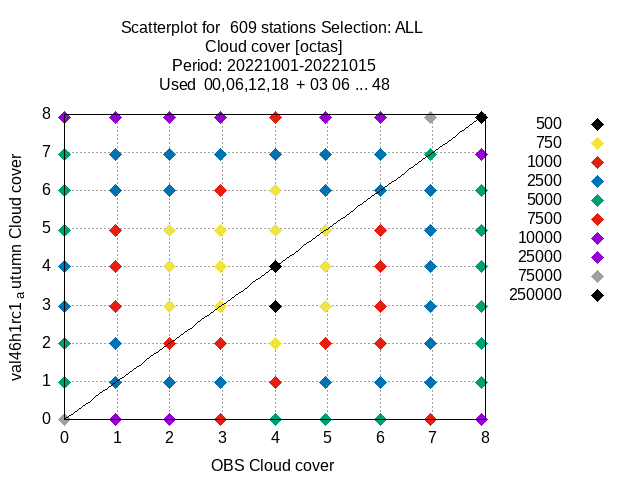 Scatterplot for  609 stations Selection: ALL
Cloud cover [octas]
Period: 20221001-20221015
Used  00,06,12,18  + 03 06 ... 48
val46h1rc1 a utumn Cloud cover
8
7
6
5
4
3
2
1
0
0 1 2 3 4 5 6 7 8
OBS Cloud cover
500
750
1000
2500
5000
7500
10000
25000
75000
250000